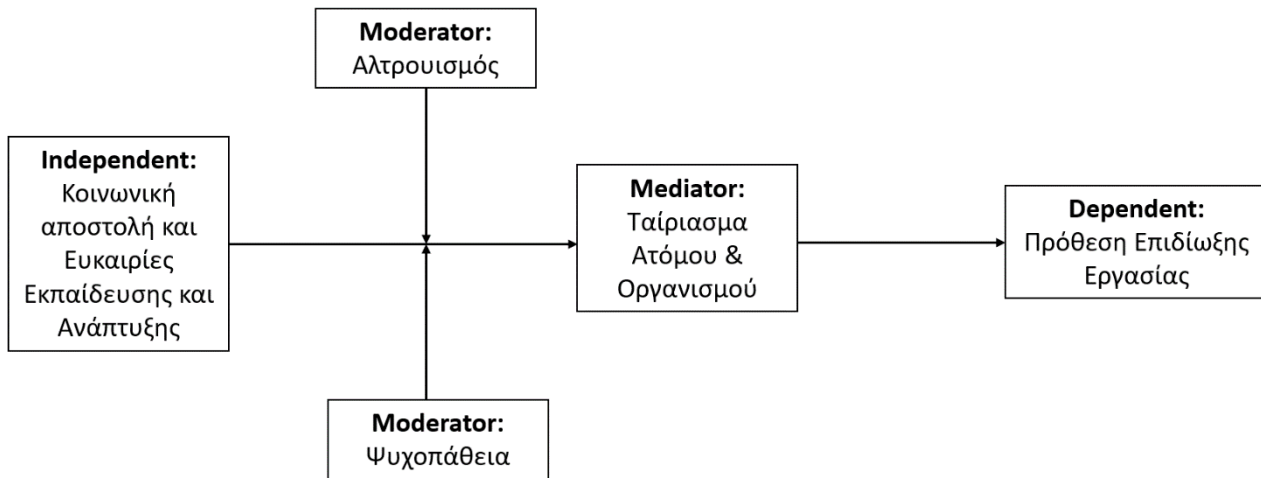 Moderator:
Αλτρουισμός
Independent:
Κοινωνική
αποστολή και
Ευκαιρίες
Εκπαίδευσης και
Ανάπτυξης
Mediator:
Ταίριασμα
Ατόμου &
Οργανισμού
Dependent:
Πρόθεση Επιδίωξης
Εργασίας
Moderator:
Ψυχοπάθεια